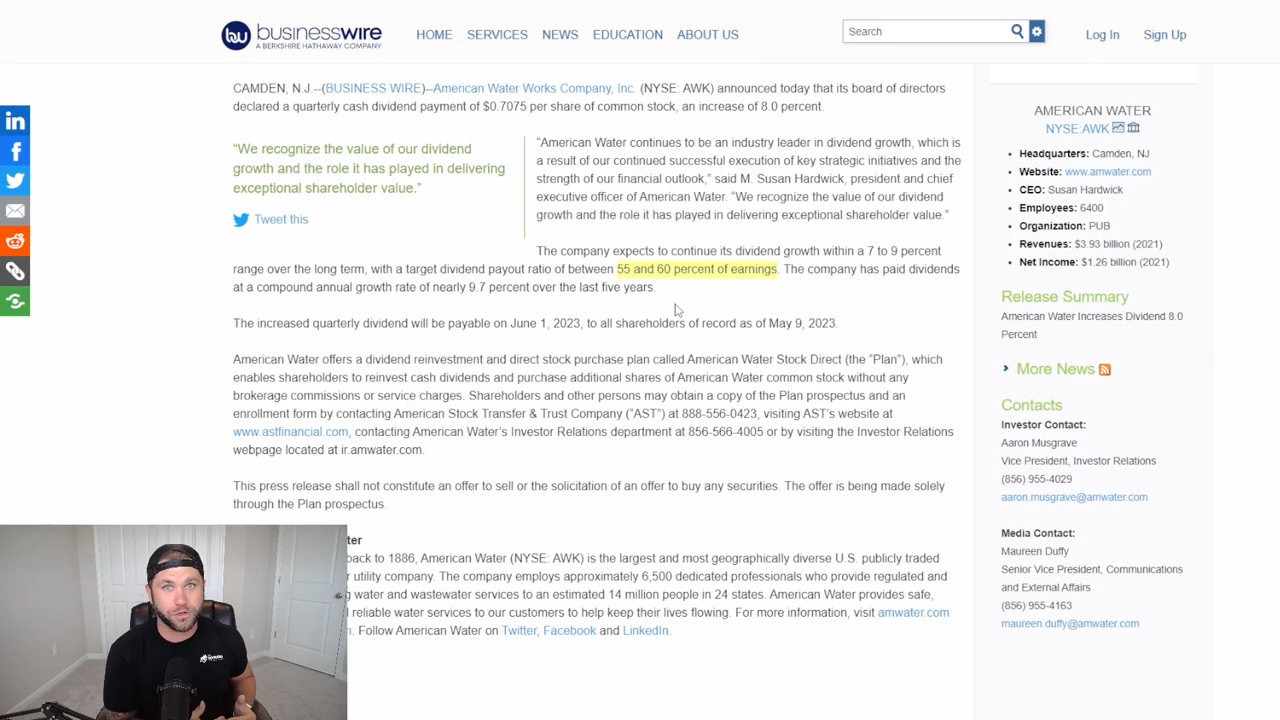 businesswire
A BERKSHIRE HATHAWAY COMPANY
HOME SERVICES NEWS EDUCATION ABOUT US
Search
Log In Sign Up
CAMDEN, N.J.--(BUSINESS WIRE)--American Water Works Company, Inc. (NYSE: AWK) announced today that its board of directors
declared a quarterly cash dividend payment of $0.7075 per share of common stock, an increase of 8.0 percent.
“We recognize the value of our dividend
growth and the role it has played in delivering
exceptional shareholder value.”
Tweet this
“American Water continues to be an industry leader in dividend growth, which is
a result of our continued successful execution of key strategic initiatives and the
strength of our financial outlook,” said M. Susan Hardwick, president and chief
executive officer of American Water. “We recognize the value of our dividend
growth and the role it has played in delivering exceptional shareholder value.”
The company expects to continue its dividend growth within a 7 to 9 percent
range over the long term, with a target dividend payout ratio of between 55 and 60 percent of earnings. The company has paid dividends
at a compound annual growth rate of nearly 9.7 percent over the last five years.
The increased quarterly dividend will be payable on June 1, 2023, to all shareholders of record as of May 9, 2023.
American Water offers a dividend reinvestment and direct stock purchase plan called American Water Stock Direct (the “Plan”), which
enables shareholders to reinvest cash dividends and purchase additional shares of American Water common stock without any
brokerage commissions or service charges. Shareholders and other persons may obtain a copy of the Plan prospectus and an
enrollment form by contacting American Stock Transfer & Trust Company (“AST”) at 888-556-0423, visiting AST’s website at
www.astfinancial.com, contacting American Water’s Investor Relations department at 856-566-4005 or by visiting the Investor Relations
webpage located at ir.amwater.com.
This press release shall not constitute an offer to sell or the solicitation of an offer to buy any securities. The offer is being made solely
through the Plan prospectus.
ter
back to 1886, American Water (NYSE: AWK) is the largest and most geographically diverse U.S. publicly traded
r utility company. The company employs approximately 6,500 dedicated professionals who provide regulated and
g water and wastewater services to an estimated 14 million people in 24 states. American Water provides safe,
l reliable water services to our customers to help keep their lives flowing. For more information, visit amwater.com
n. Follow American Water on Twitter, Facebook and LinkedIn.
AMERICAN WATER
NYSE:AWK
Headquarters: Camden, NJ
Website: www.amwater.com
CEO: Susan Hardwick
Employees: 6400
Organization: PUB
Revenues: $3.93 billion (2021)
Net Income: $1.26 billion (2021)
Release Summary
American Water Increases Dividend 8.0
Percent
More News
Contacts
Investor Contact:
Aaron Musgrave
Vice President, Investor Relations
(856) 955-4029
aaron.musgrave@amwater.com
Media Contact:
Maureen Duffy
Senior Vice President, Communications
and External Affairs
(856) 955-4163
maureen.duffy@amwater.com